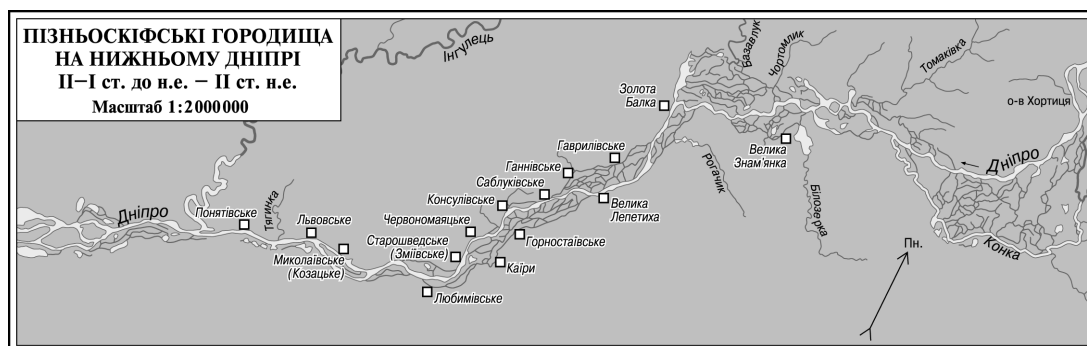 ПІЗНЬОСКІФСЬКІ ГОРОДИЩА
НА НИЖНЬОМУ ДНІПРІ
II–I ст. до н.е. – II ст. н.е.
Масштаб 1:2000000
Інгулець
Базавлук
Чортомлик
Томаківка
о-в Хортиця
Золота
Балка
Гаврилівське
Ганнівське
Саблуківське
Консулівське
Червономаяцьке
Старошведське
(Зміївське)
Велика
Знам'янка
Рогачик
Білозерка
Дніпро
Конка
Велика
Лепетиха
Горностаївське
Каїри
Любимівське
Дніпро
Понятівське
Тягинка
Львовське
Миколаївське
(Козацьке)
Пн.